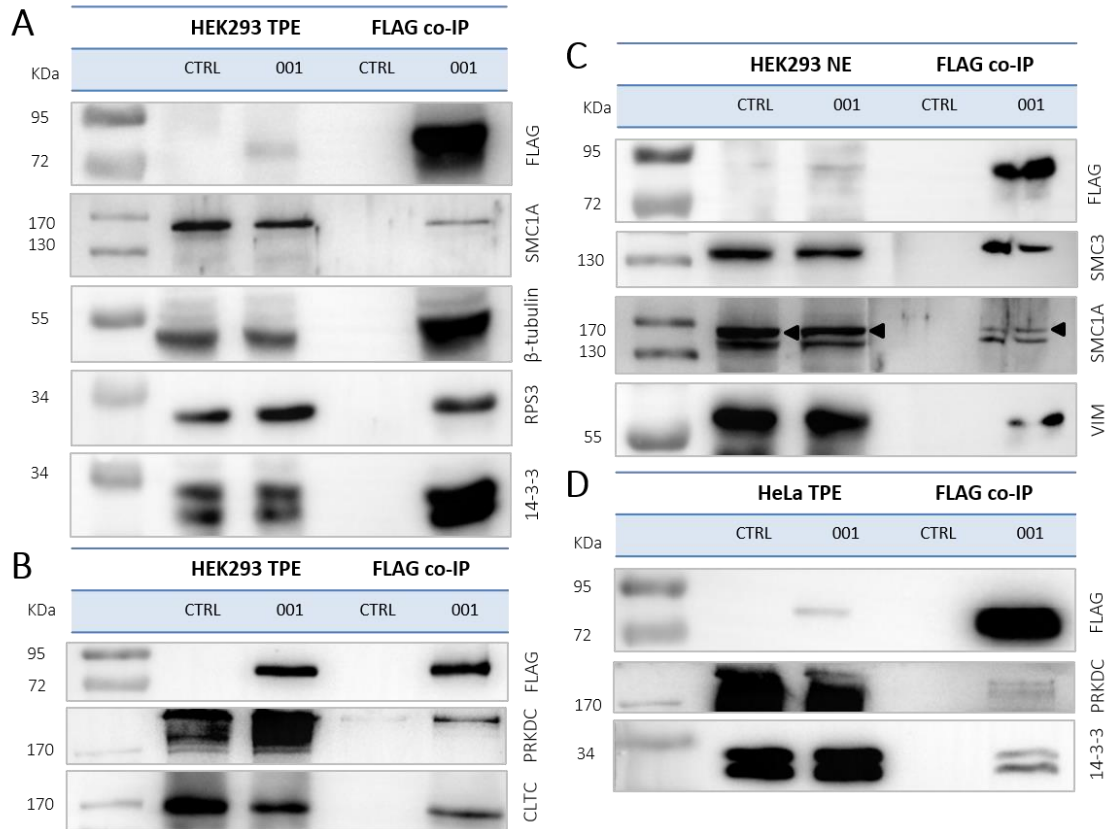 A
HEK293 TPE FLAG co-IP
KDa CTRL 001 CTRL 001
95
72
FLAG
170
130
SMC1A
55
β-tubulin
34
RPS3
34
14-3-3
B
HEK293 TPE FLAG co-IP
KDa CTRL 001 CTRL 001
95
72
FLAG
170
PRKDC
170
CLTC
C
HEK293 NE FLAG co-IP
KDa CTRL 001 CTRL 001
95
72
FLAG
130
SMC3
170
130
SMC1A
55
VIM
D
HeLa TPE FLAG co-IP
KDa CTRL 001 CTRL 001
95
72
FLAG
170
PRKDC
34
14-3-3